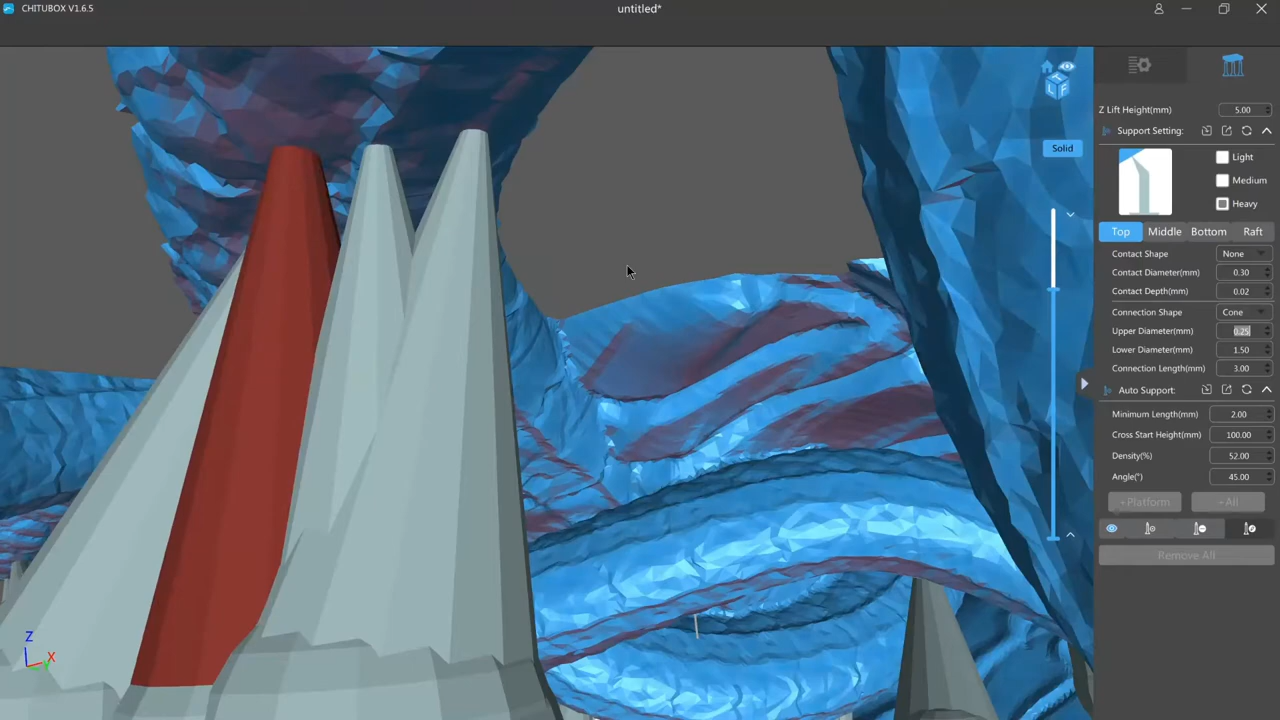 CHITUBOX V1.6.5
untitled*
Z Lift Height(mm) 5.00
Support Setting:
Light
Medium
Heavy
Top Middle Bottom Raft
Contact Shape None
Contact Diameter(mm) 0.30
Contact Depth(mm) 0.02
Connection Shape Cone
Upper Diameter(mm) 0.25
Lower Diameter(mm) 1.50
Connection Length(mm) 3.00
Auto Support:
Minimum Length(mm) 2.00
Cross Start Height(mm) 100.00
Density(%) 52.00
Angle(°) 45.00
+Platform +All
Remove All
Solid
T
L F
Z
X
Y